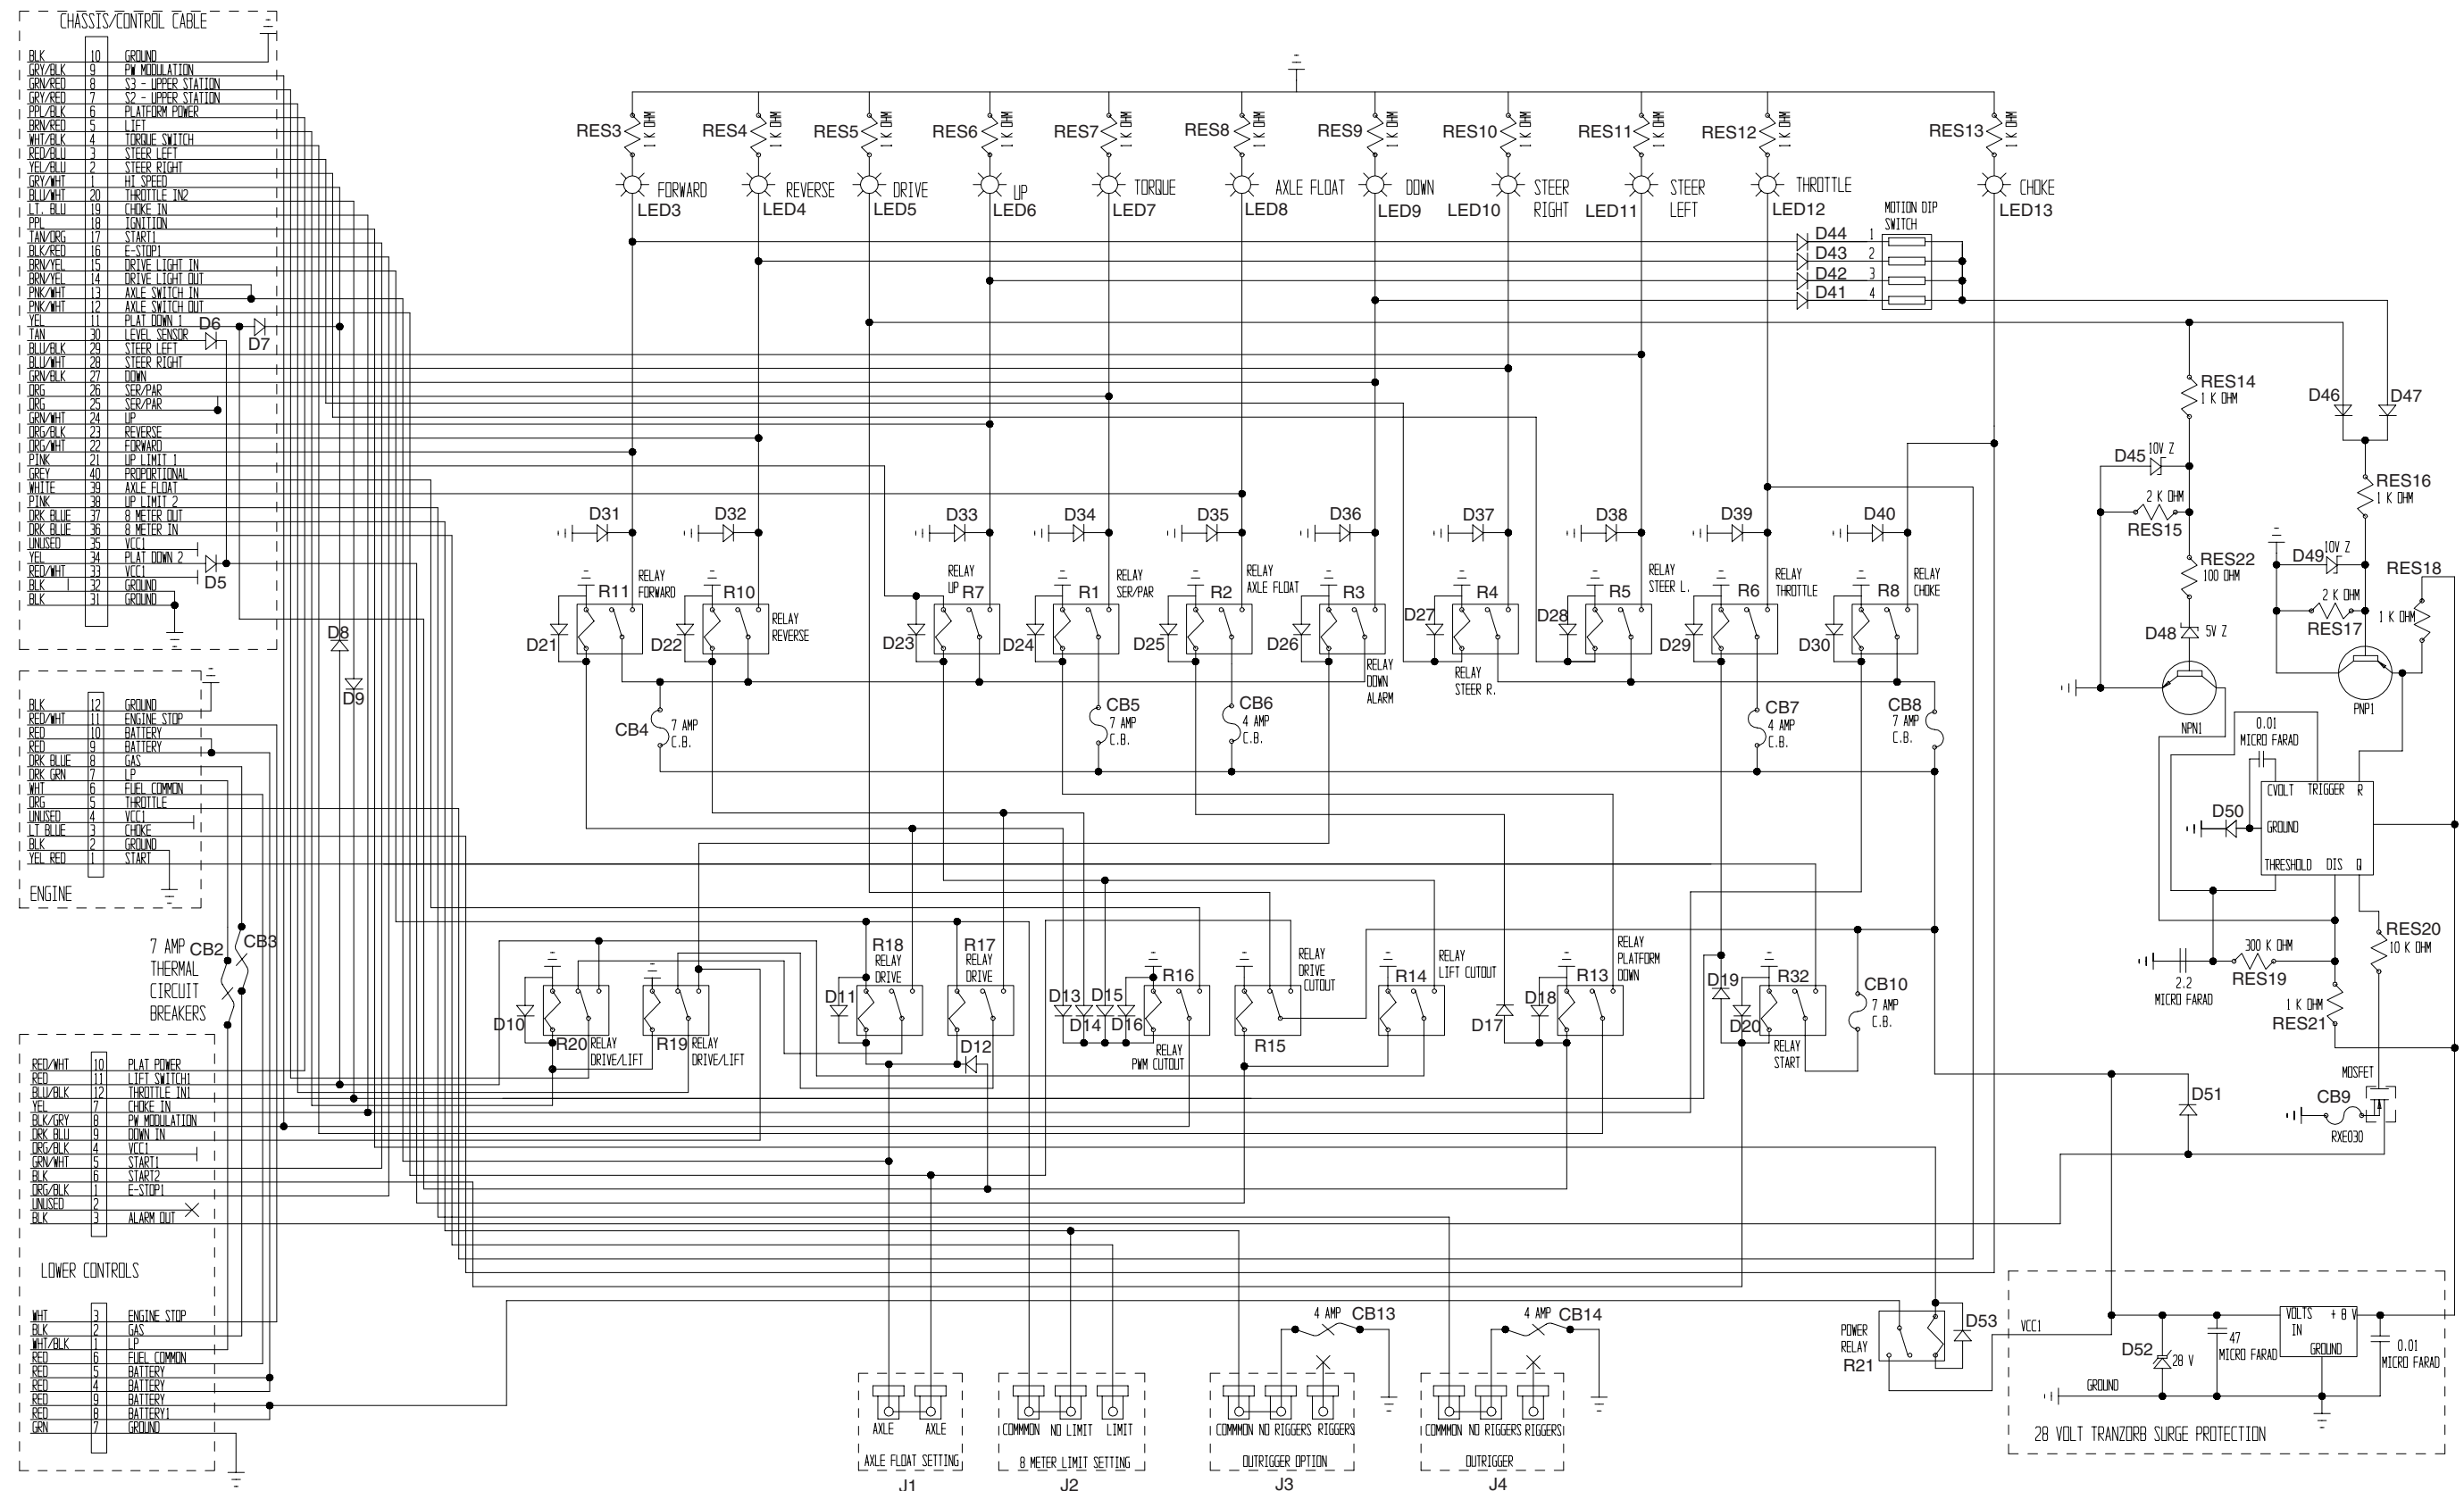 CHASSIS/CONTROL CABLE
BLK 10 GROUND
GRY/BLK 9 PW MODULATION
GRN/RED 8 S3 - UPPER STATION
GRY/RED 7 S2 - UPPER STATION
PPL/BLK 6 PLATFORM POWER
BRN/RED 5 LIFT
WHT/BLK 4 TORQUE SWITCH
RED/BLU 3 STEER LEFT
YEL/BLU 2 STEER RIGHT
GRY/WHT 1 HI SPEED
BLU/WHT 20 THROTTLE IN2
LT. BLU 19 CHOKE IN
PPL 18 IGNITION
TAN/ORG 17 START1
BLK/RED 16 E-STOP1
BRN/YEL 15 DRIVE LIGHT IN
BRN/YEL 14 DRIVE LIGHT OUT
PNK/WHT 13 AXLE SWITCH IN
PNK/WHT 12 AXLE SWITCH OUT
YEL 11 PLAT DOWN 1
TAN 30 LEVEL SENSOR
BLU/BLK 29 STEER LEFT
BLU/WHT 28 STEER RIGHT
GRN/BLK 27 DOWN
ORG 26 SER/PAR
ORG 25 SER/PAR
GRN/WHT 24 UP
ORG/BLK 23 REVERSE
ORG/WHT 22 FORWARD
PINK 21 UP LIMIT 1
GREY 40 PROPORTIONAL
WHITE 39 AXLE FLOAT
PINK 38 UP LIMIT 2
DRK BLUE 37 8 METER OUT
DRK BLUE 36 8 METER IN
UNUSED 35 VCC1
YEL 34 PLAT DOWN 2
RED/WHT 33 VCC1
BLK 32 GROUND
BLK 31 GROUND
D6
D7
D5
D8
D9
BLK 12 GROUND
RED/WHT 11 ENGINE STOP
RED 10 BATTERY
RED 9 BATTERY
DRK BLUE 8 GAS
DRK GRN 7 LP
WHT 6 FUEL COMMON
ORG 5 THROTTLE
UNUSED 4 VCC1
LT BLUE 3 CHOKE
BLK 2 GROUND
YEL RED 1 START
ENGINE
7 AMP
THERMAL
CIRCUIT
BREAKERS
CB2
CB3
RED/WHT 10 PLAT POWER
RED 11 LIFT SWITCH1
BLU/BLK 12 THROTTLE IN1
YEL 7 CHOKE IN
BLK/GRY 8 PW MODULATION
DRK BLU 9 DOWN IN
ORG/BLK 4 VCC1
GRN/WHT 5 START1
BLK 6 START2
ORG/BLK 1 E-STOP1
UNUSED 2
BLK 3 ALARM OUT
LOWER CONTROLS
WHT 3 ENGINE STOP
BLK 2 GAS
WHT/BLK 1 LP
RED 6 FUEL COMMON
RED 5 BATTERY
RED 4 BATTERY
RED 9 BATTERY
RED 8 BATTERY1
GRN 7 GROUND
RES3 1 K OHM
RES4 1 K OHM
RES5 1 K OHM
RES6 1 K OHM
RES7 1 K OHM
RES8 1 K OHM
RES9 1 K OHM
RES10 1 K OHM
RES11 1 K OHM
RES12 1 K OHM
RES13 1 K OHM
FORWARD
LED3
REVERSE
LED4
DRIVE
LED5
UP
LED6
TORQUE
LED7
AXLE FLOAT
LED8
DOWN
LED9
STEER
RIGHT
LED10
STEER
LEFT
LED11
THROTTLE
LED12
CHOKE
LED13
MOTION DIP
SWITCH
D44 1
D43 2
D42 3
D41 4
D31
D32
D33
D34
D35
D36
D37
D38
D39
D40
R11
RELAY
FORWARD
D21
R10
RELAY
REVERSE
D22
RELAY
UP
R7
D23
R1
RELAY
SER/PAR
D24
R2
RELAY
AXLE FLOAT
D25
R3
RELAY
DOWN
ALARM
D26
R4
RELAY
STEER R.
D27
R5
RELAY
STEER L.
D28
R6
RELAY
THROTTLE
D29
R8
RELAY
CHOKE
D30
CB4
7 AMP
C.B.
CB5
7 AMP
C.B.
CB6
4 AMP
C.B.
CB7
4 AMP
C.B.
CB8
7 AMP
C.B.
D10
R20
RELAY
DRIVE/LIFT
R19
RELAY
DRIVE/LIFT
R18
RELAY
DRIVE
D11
R17
RELAY
DRIVE
D12
D13
D14
D15
D16
R16
RELAY
PWM CUTOUT
R15
RELAY
DRIVE
CUTOUT
R14
RELAY
LIFT CUTOUT
D17
D18
R13
RELAY
PLATFORM
DOWN
D19
D20
R32
RELAY
START
CB10
7 AMP
C.B.
RES14
1 K OHM
D45
10V Z
2 K OHM
RES15
RES22
100 OHM
D48
5V Z
NPN1
D46
D47
RES16
1 K OHM
D49
10V Z
2 K OHM
RES17
RES18
1 K OHM
PNP1
0.01
MICRO FARAD
CVOLT TRIGGER R
D50
GROUND
THRESHOLD DIS Q
300 K OHM
RES19
2.2
MICRO FARAD
RES20
10 K OHM
1 K OHM
RES21
MOSFET
CB9
RXE030
D51
AXLE AXLE
AXLE FLOAT SETTING
J1
COMMMON NO LIMIT LIMIT
8 METER LIMIT SETTING
J2
4 AMP CB13
COMMMON NO RIGGERS RIGGERS
OUTRIGGER OPTION
J3
4 AMP CB14
COMMMON NO RIGGERS RIGGERS
OUTRIGGER
J4
POWER
RELAY
R21
D53
VCC1
D52
28 V
47
MICRO FARAD
VOLTS + 8 V
IN
GROUND
0.01
MICRO FARAD
GROUND
28 VOLT TRANZORB SURGE PROTECTION